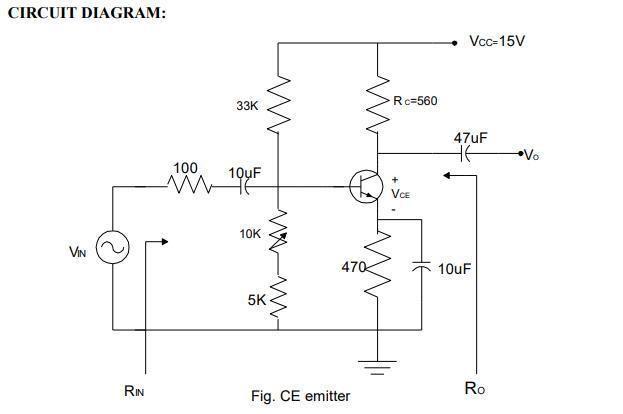 CIRCUIT DIAGRAM:
VCC=15V
33K
RC=560
47uF
VO
100
10uF
+
VCE
-
10K
VIN
470
10uF
5K
RIN
RO
Fig. CE emitter